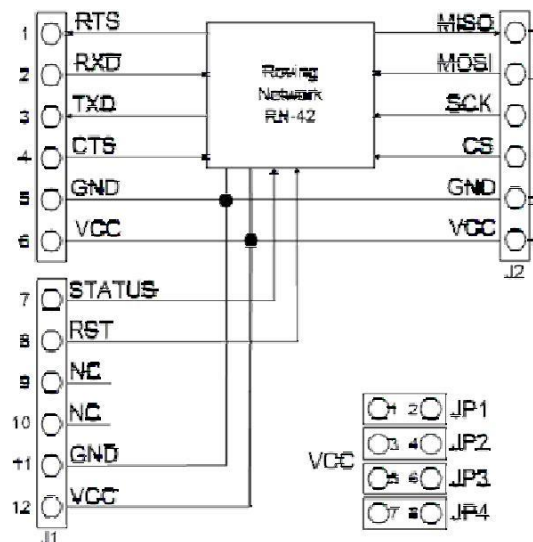 1 RTS
2 RXD
3 TXD
4 CTS
5 GND
6 VCC
Roving
Network
RN-42
MISO
MOSI
SCK
CS
GND
VCC
J2
7 STATUS
8 RST
9 NC
10 NC
11 GND
12 VCC
J1
VCC
1 2 JP1
3 4 JP2
5 6 JP3
7 8 JP4